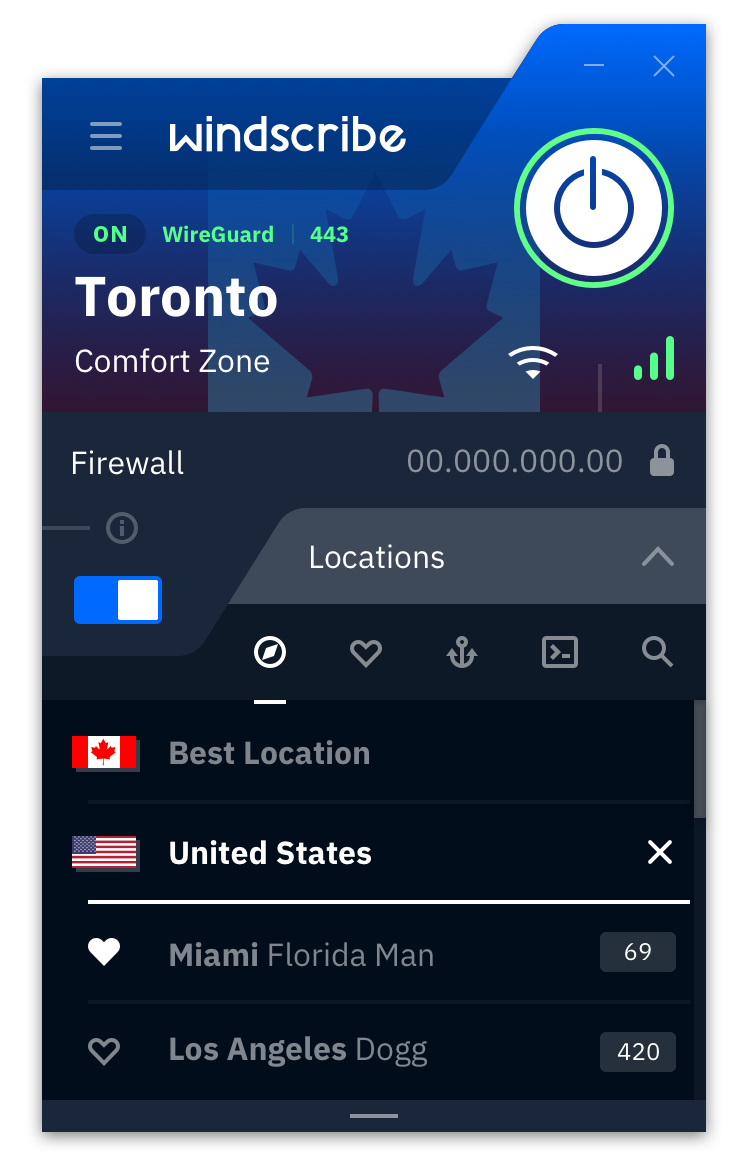 windscribe
ON WireGuard 443
Toronto
Comfort Zone
Firewall 00.000.000.00
Locations
Best Location
United States
Miami Florida Man 69
Los Angeles Dogg 420